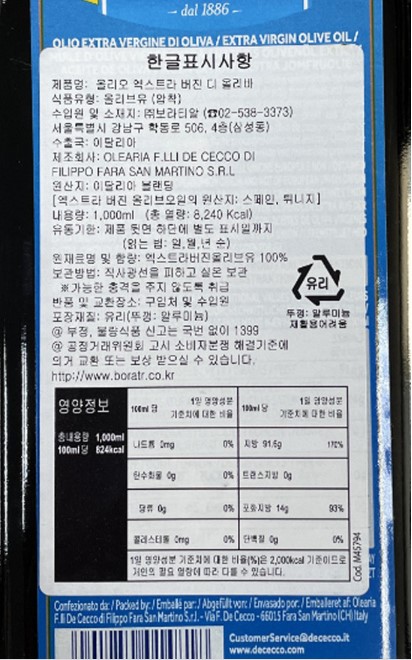 - dal 1886 -
OLIO EXTRA VERGINE DI OLIVA / EXTRA VIRGIN OLIVE OIL /
한글표시사항
제품명: 올리오 엑스트라 버진 디 올리바
식품유형: 올리브유 (압착)
수입원 및 소재지: ㈜보라티알 (☎02-538-3373)
서울특별시 강남구 학동로 506, 4층(삼성동)
수출국: 이탈리아
제조회사: OLEARIA F.LLI DE CECCO DI
FILIPPO FARA SAN MARTINO S.R.L
원산지: 이탈리아 블랜딩
[엑스트라 버진 올리브오일의 원산지: 스페인, 튀니지]
내용량: 1,000ml (총 열량: 8,240 Kcal)
유통기한: 제품 뒷면 하단에 별도 표시일까지
(읽는 법: 일,월,년 순)
원재료명 및 함량: 엑스트라버진올리브유 100%
보관방법: 직사광선을 피하고 실온 보관
※가능한 충격을 주지 않도록 취급
반품 및 교환장소: 구입처 및 수입원
포장재질: 유리(뚜껑: 알루미늄)
유리
뚜껑: 알루미늄
재활용어려움
@ 부정, 불량식품 신고는 국번 없이 1399
@ 공정거래위원회 고시 소비자분쟁 해결기준에
의거 교환 또는 보상 받으실 수 있습니다.
http://www.boratr.co.kr
영양정보
총내용량 1,000ml
100ml 당 824kcal
100ml 당 1일 영양성분 기준치에 대한 비율 100ml 당 1일 영양성분 기준치에 대한 비율
나트륨 0mg 0% 지방 91.6g 170%
탄수화물 0g 0% 트랜스지방 0g
당류 0g 0% 포화지방 14g 93%
콜레스테롤 0mg 0% 단백질 0g 0%
1일 영양성분 기준치에 대한 비율(%)은 2,000kcal 기준이므로
개인의 필요 열량에 따라 다를 수 있습니다.
Cod. M45794
Confezionato da: / Packed by: / Emballé par: / Abgefüllt von: / Envasado por: / Emballeret af: Olearia
F.lli De Cecco di Filippo Fara San Martino S.r.l. - Via F. De Cecco - 66015 Fara San Martino (CH) Italy
CustomerService@dececco.it
www.dececco.it